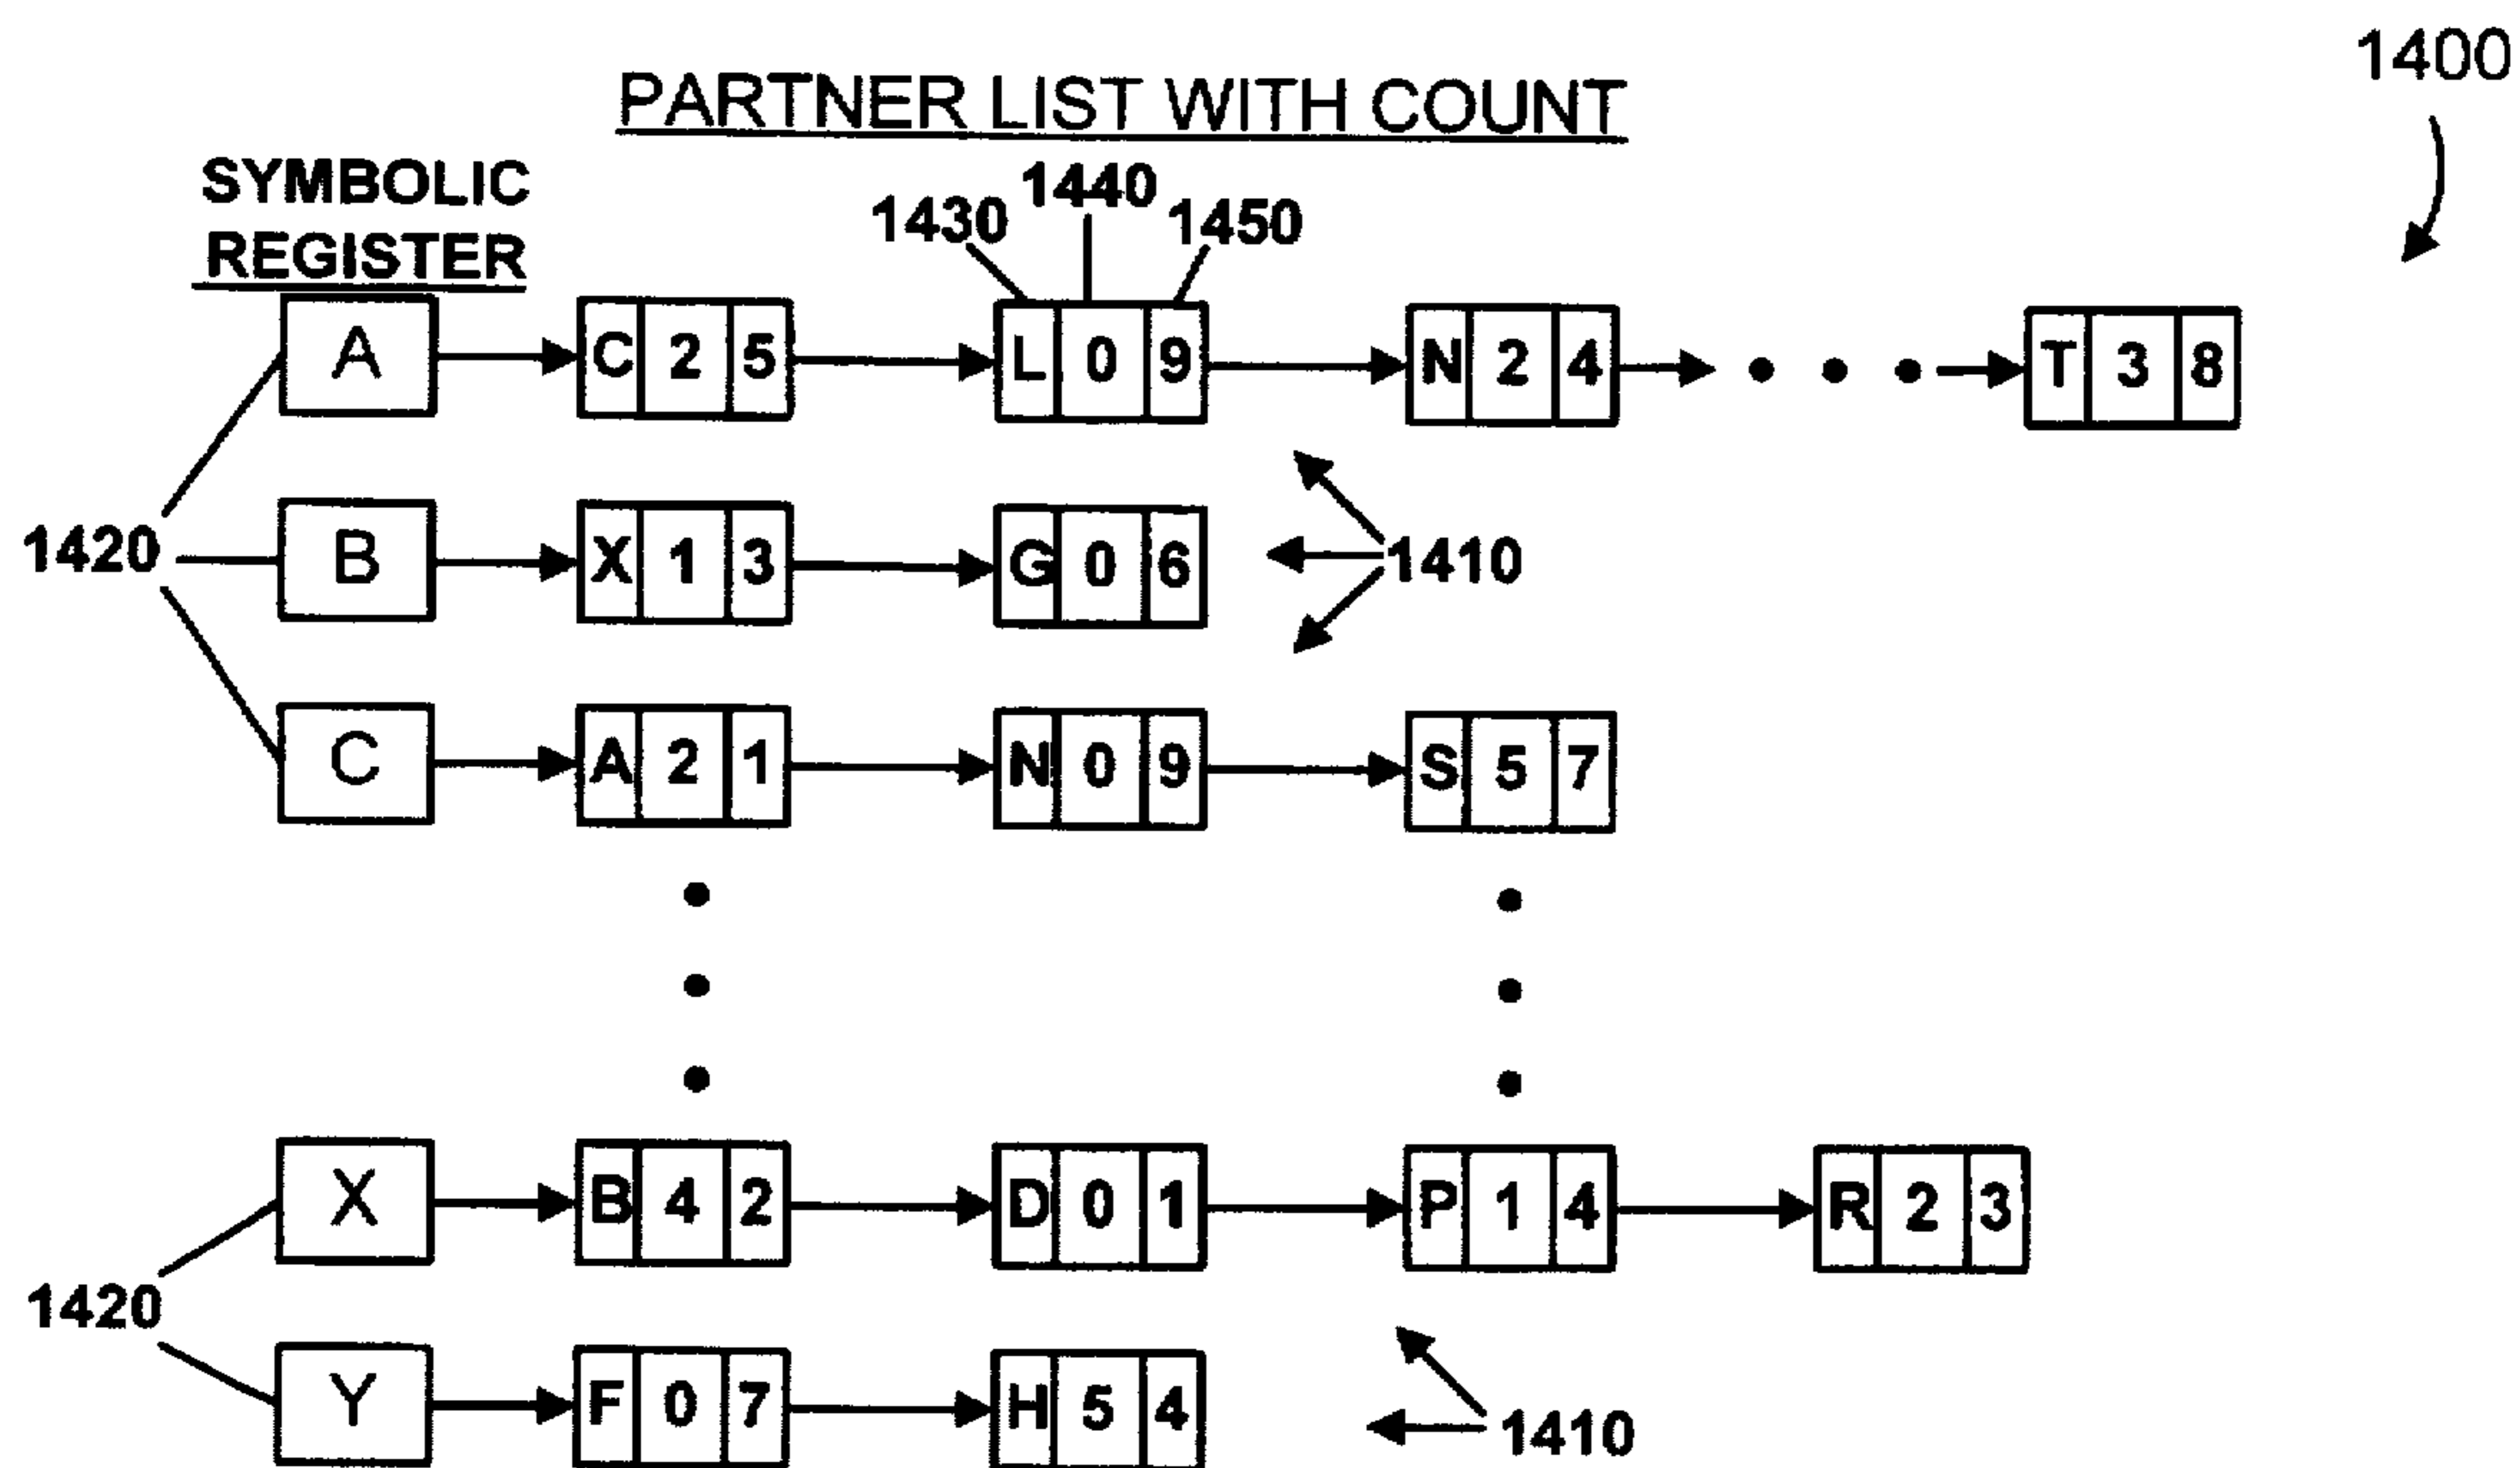 1400
PARTNER LIST WITH COUNT
SYMBOLIC
REGISTER
1430 1440 1450
A C 2 5 L 0 9 N 2 4 T 3 8
1420 B X 1 3 G 0 6 1410
C A 2 1 N 0 9 S 5 7
X B 4 2 D 0 1 P 1 4 R 2 3
1420
Y F 0 7 H 5 4 1410